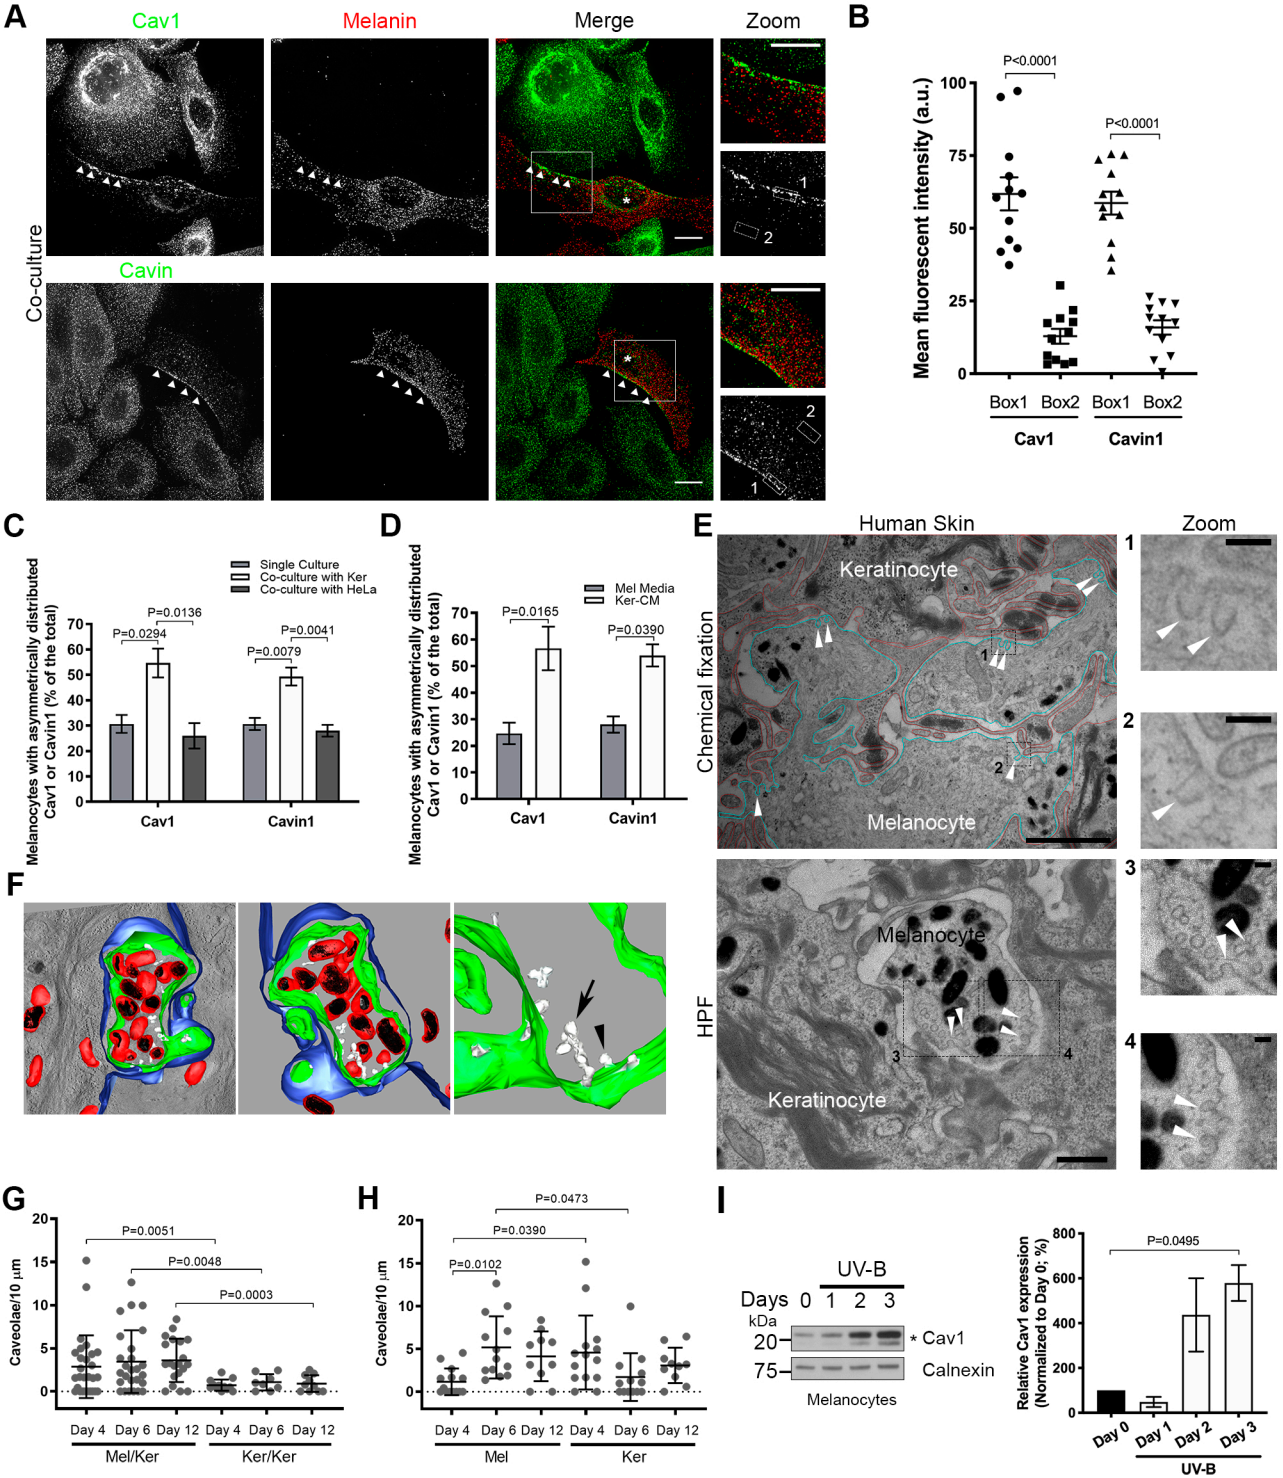 A
Cav1
Melanin
Merge
Zoom
Co-culture
1
2
*
Cavin
*
2
1
B
Mean fluorescent intensity (a.u.)
P<0.0001
P<0.0001
100
75
50
25
0
Box1 Box2 Box1 Box2
Cav1 Cavin1
C
Melanocytes with asymmetrically distributed
Cav1 or Cavin1 (% of the total)
Single Culture
Co-culture with Ker
Co-culture with HeLa
P=0.0136
P=0.0294
P=0.0041
P=0.0079
70
60
50
40
30
20
10
0
Cav1 Cavin1
D
Melanocytes with asymmetrically distributed
Cav1 or Cavin1 (% of the total)
Mel Media
Ker-CM
P=0.0165
P=0.0390
70
60
50
40
30
20
10
0
Cav1 Cavin1
E
Human Skin
Zoom
Chemical fixation
Keratinocyte
1
2
Melanocyte
1
2
HPF
Melanocyte
3
4
Keratinocyte
3
4
F
G
Caveolae/10 µm
P=0.0051
P=0.0048
P=0.0003
20
15
10
5
0
Day 4 Day 6 Day 12 Day 4 Day 6 Day 12
Mel/Ker Ker/Ker
H
Caveolae/10 µm
P=0.0473
P=0.0390
P=0.0102
20
15
10
5
0
Day 4 Day 6 Day 12 Day 4 Day 6 Day 12
Mel Ker
I
UV-B
Days 0 1 2 3
kDa
20
* Cav1
75
Calnexin
Melanocytes
Relative Cav1 expression
(Normalized to Day 0; %)
P=0.0495
800
600
400
200
0
Day 0 Day 1 Day 2 Day 3
UV-B